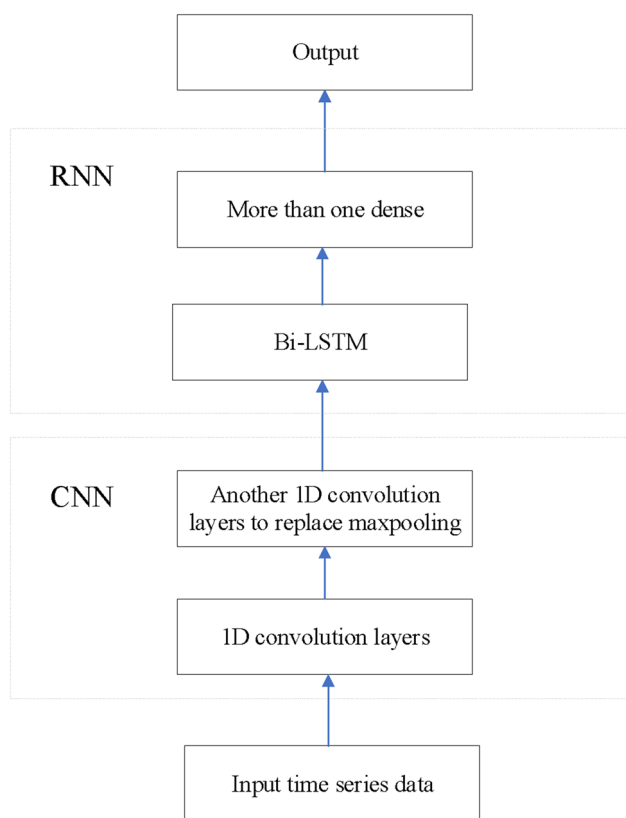 Output
RNN
More than one dense
Bi-LSTM
CNN
Another 1D convolution
layers to replace maxpooling
1D convolution layers
Input time series data